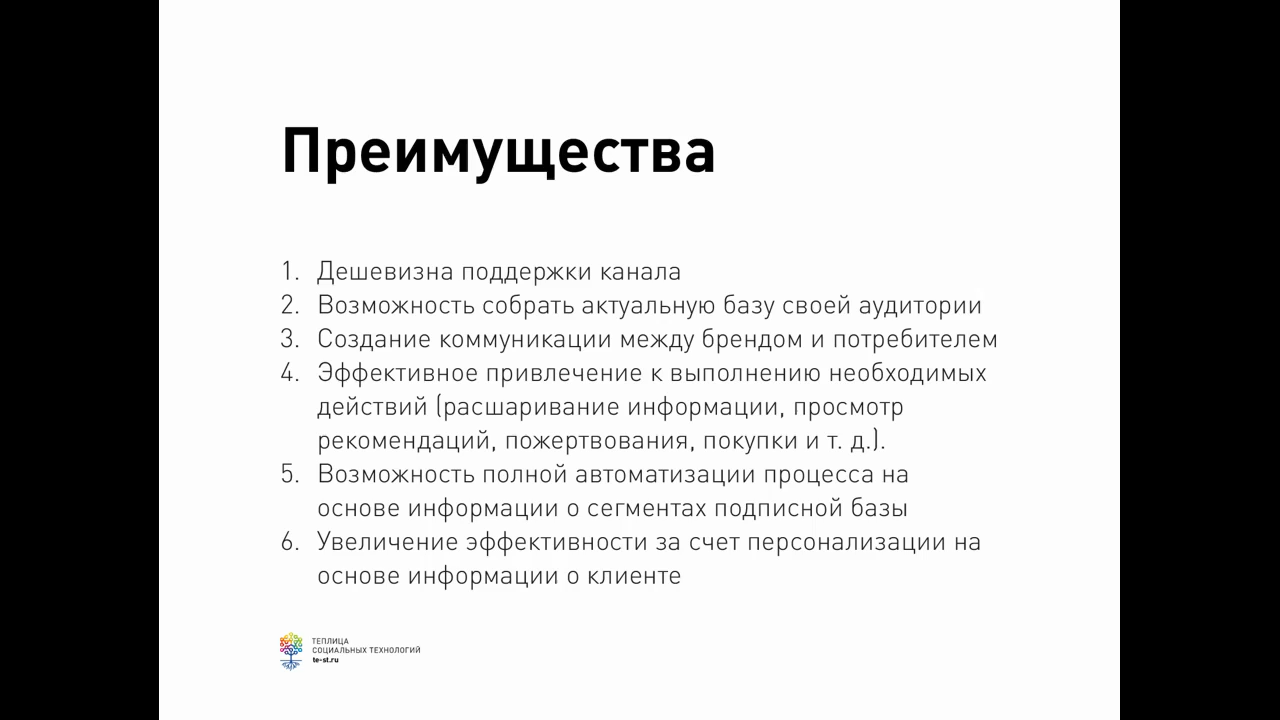 Преимущества
1. Дешевизна поддержки канала
2. Возможность собрать актуальную базу своей аудитории
3. Создание коммуникации между брендом и потребителем
4. Эффективное привлечение к выполнению необходимых
действий (расшаривание информации, просмотр
рекомендаций, пожертвования, покупки и т. д.).
5. Возможность полной автоматизации процесса на
основе информации о сегментах подписной базы
6. Увеличение эффективности за счет персонализации на
основе информации о клиенте
ТЕПЛИЦА
СОЦИАЛЬНЫХ ТЕХНОЛОГИЙ
te-st.ru